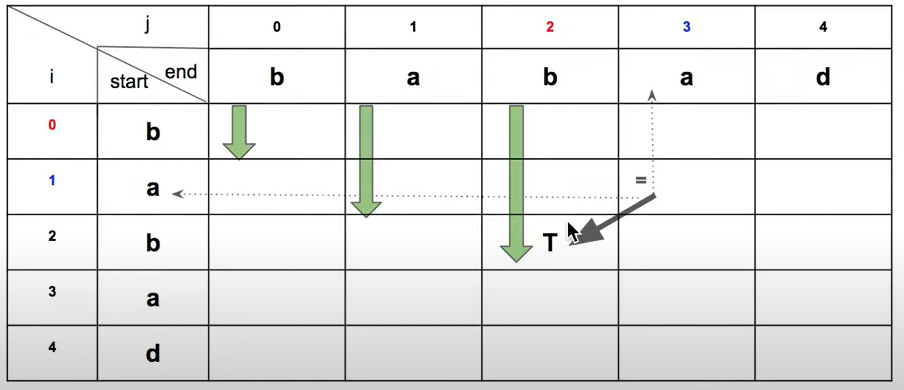 j 0 1 2 3 4
i start end b a b a d
0 b
1 a =
2 b T
3 a
4 d